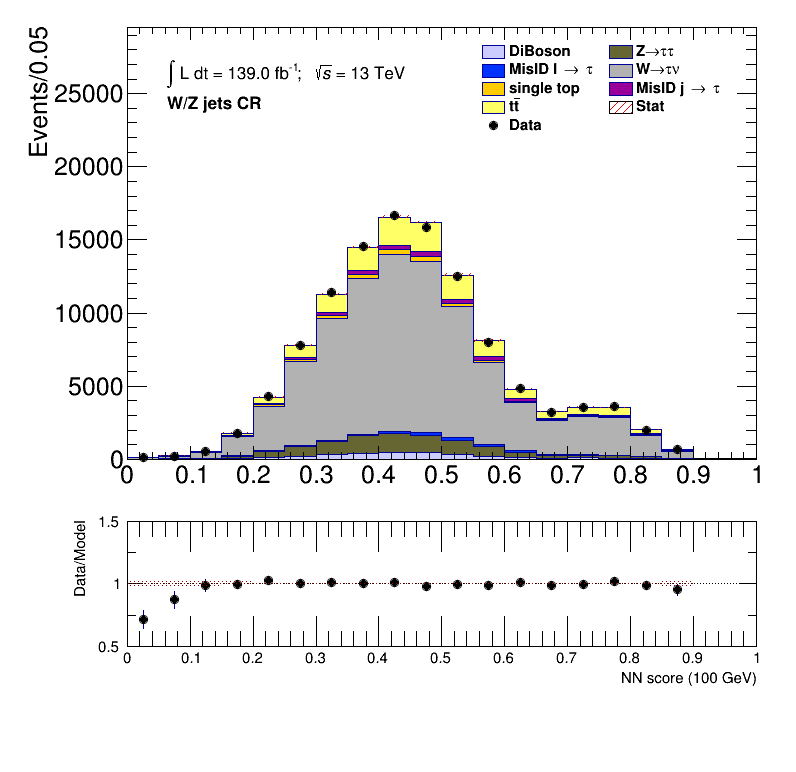 Events/0.05
∫ L dt = 139.0 fb⁻¹; √s = 13 TeV
W/Z jets CR
DiBoson
MisID l → τ
single top
tt̄
Data
Z→ττ
W→τν
MisID j → τ
Stat
25000
20000
15000
10000
5000
0
0 0.1 0.2 0.3 0.4 0.5 0.6 0.7 0.8 0.9 1
Data/Model
1.5
1
0.5
0 0.1 0.2 0.3 0.4 0.5 0.6 0.7 0.8 0.9 1
NN score (100 GeV)